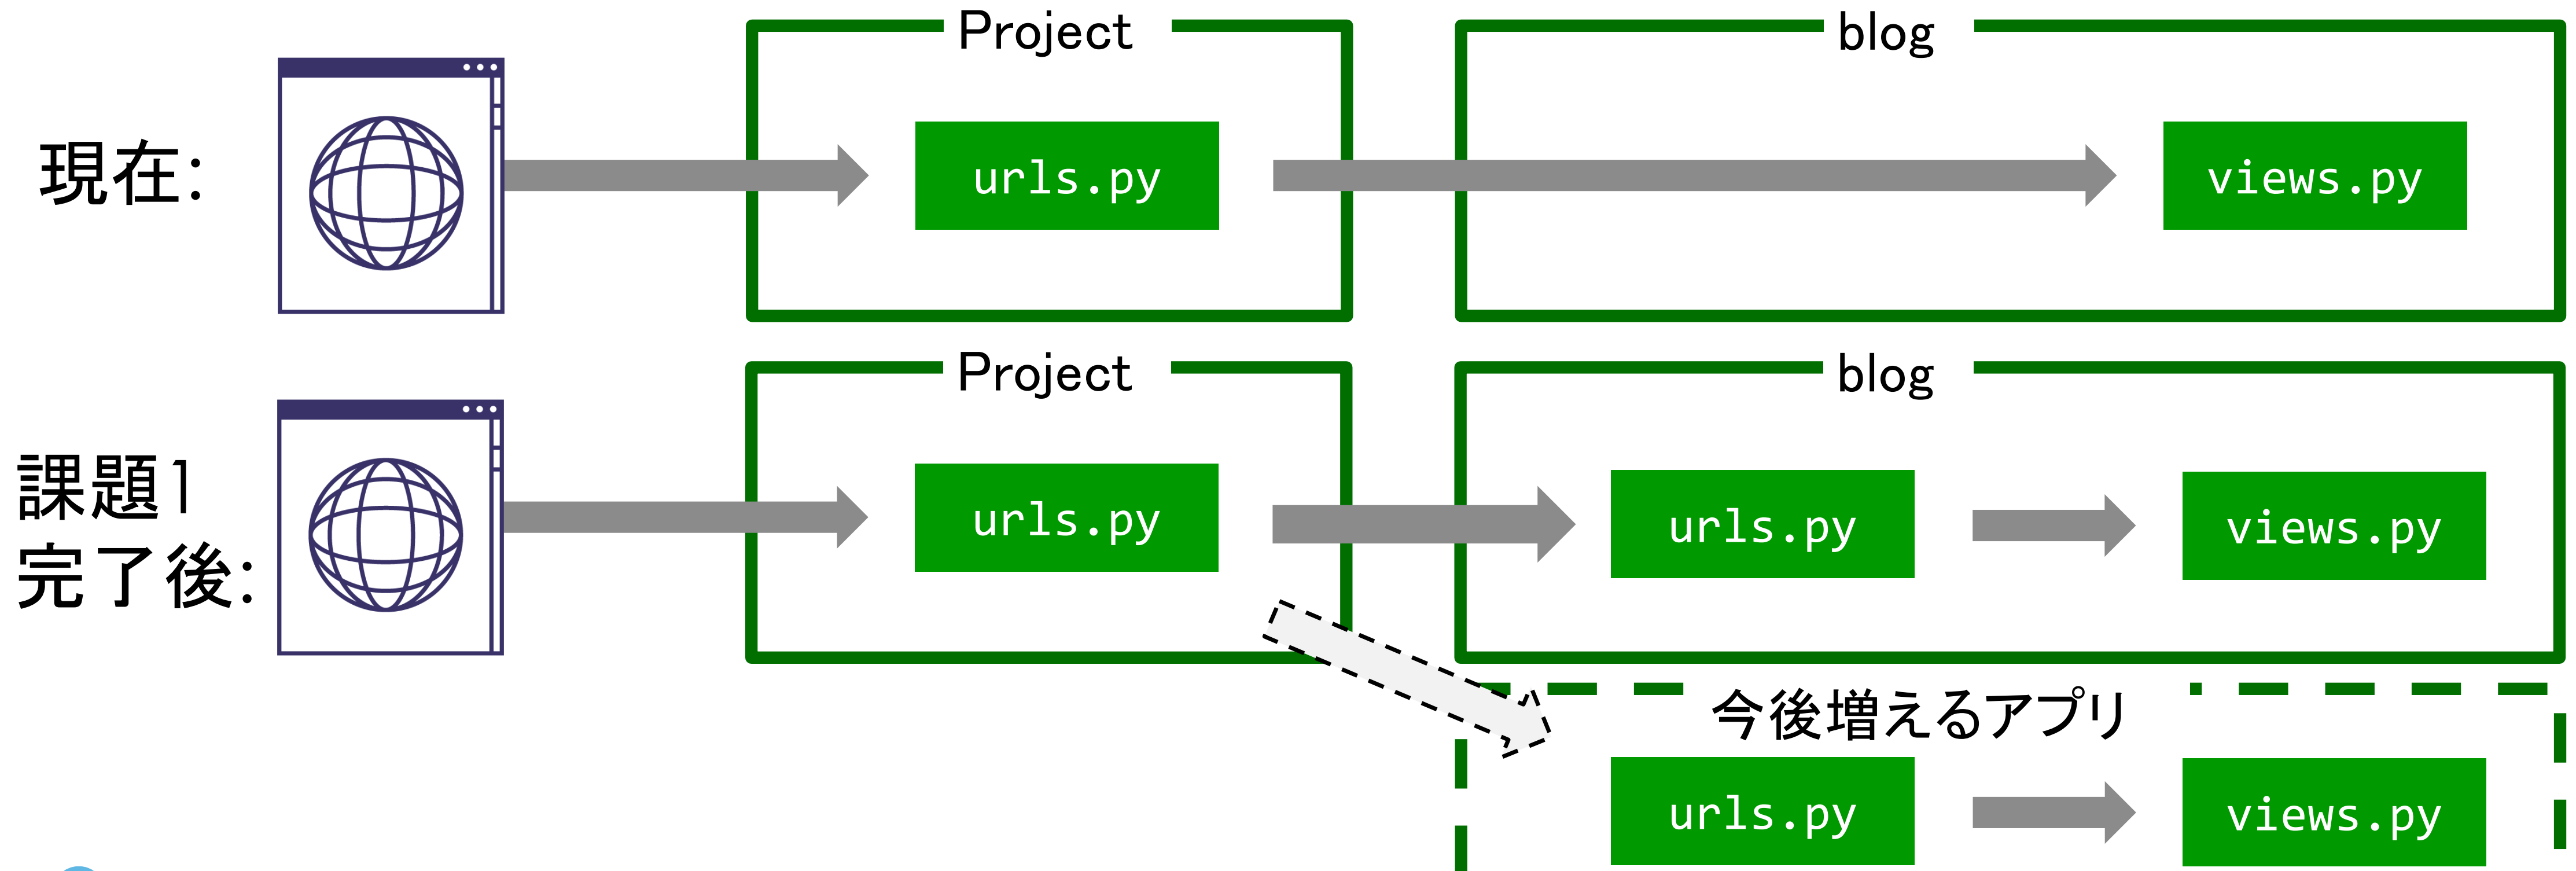 Project
blog
現在:
urls.py
views.py
Project
blog
課題1
完了後:
urls.py
urls.py
views.py
今後増えるアプリ
urls.py
views.py